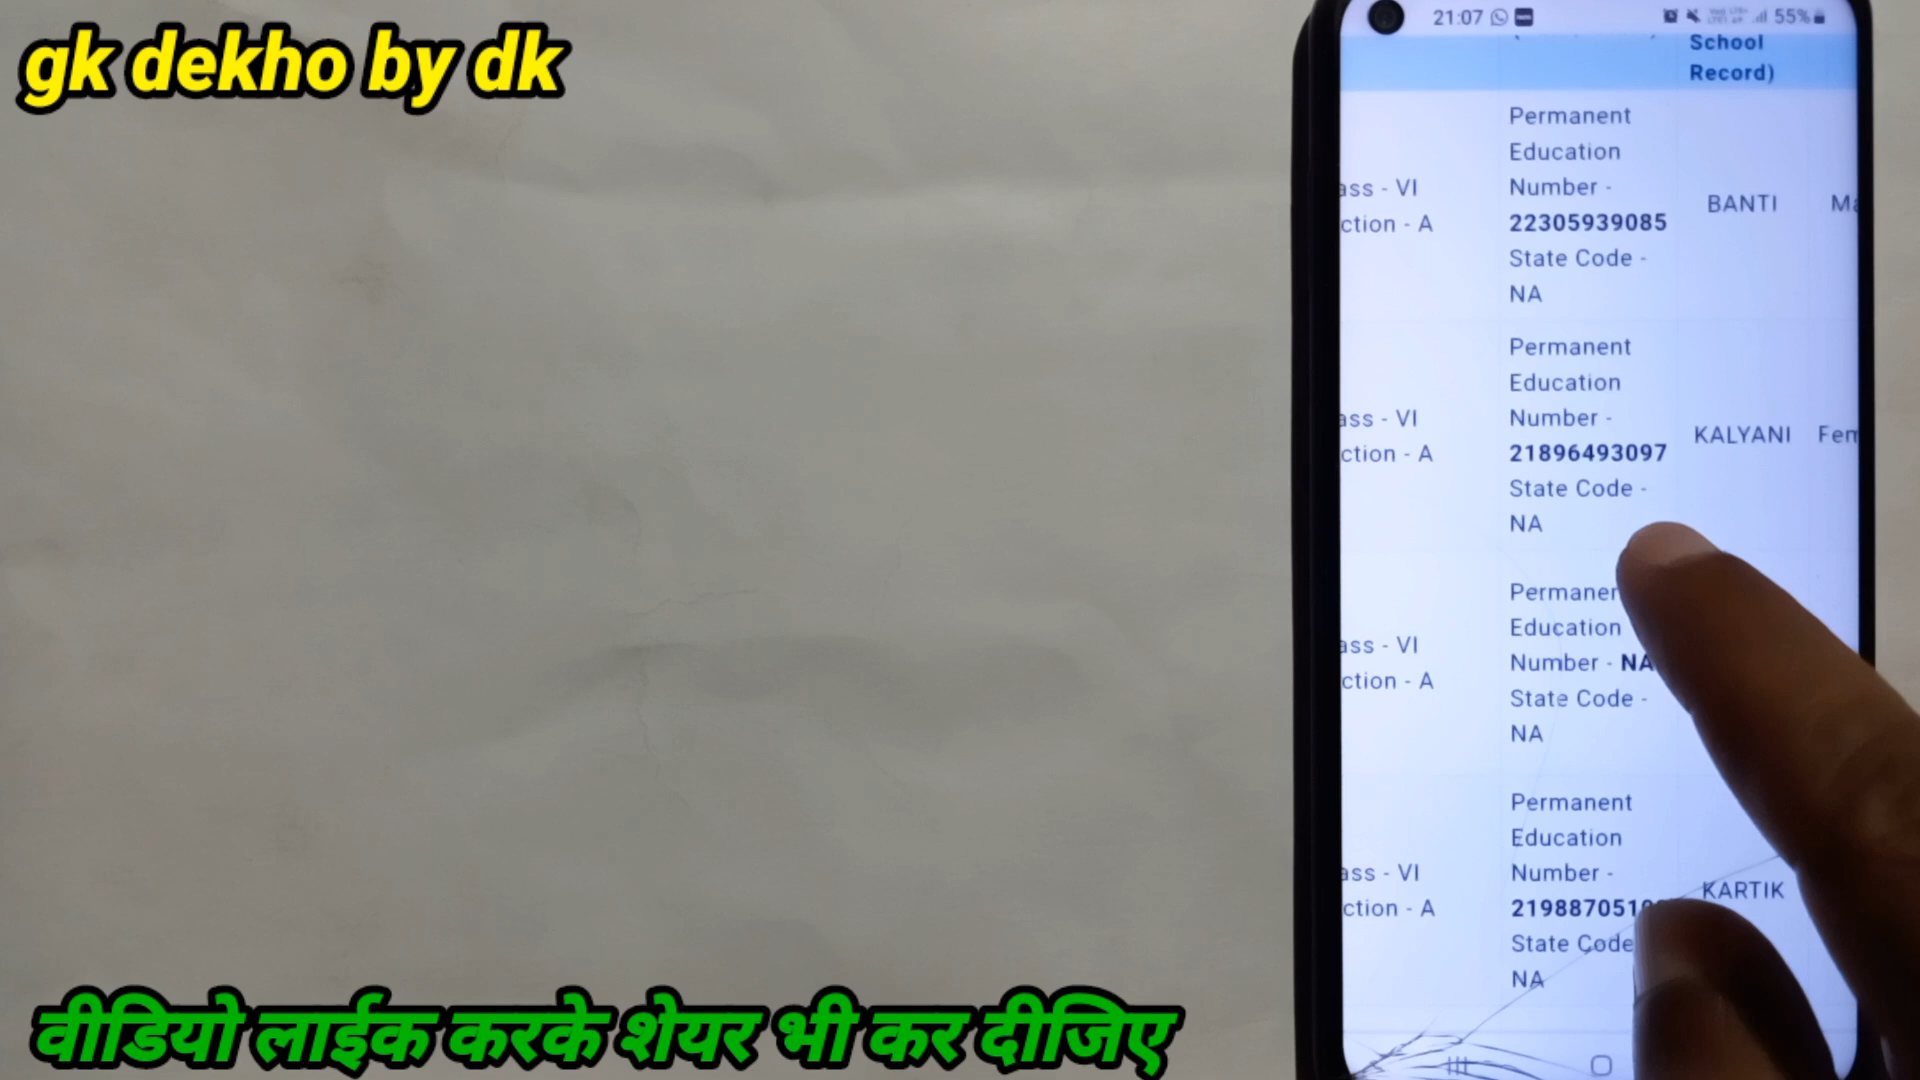 gk dekho by dk
21:07
55%
School
Record)
Permanent
Education
Number -
ass - VI
BANTI
ction - A
22305939085
State Code -
NA
Permanent
Education
Number -
ass - VI
KALYANI
ction - A
21896493097
State Code -
NA
Education
Number - NA
ass - VI
ction - A
State Code -
NA
Permanent
Education
Number -
ass - VI
KARTIK
ction - A
State Code
NA
वीडियो लाईक करके शेयर भी कर दीजिए